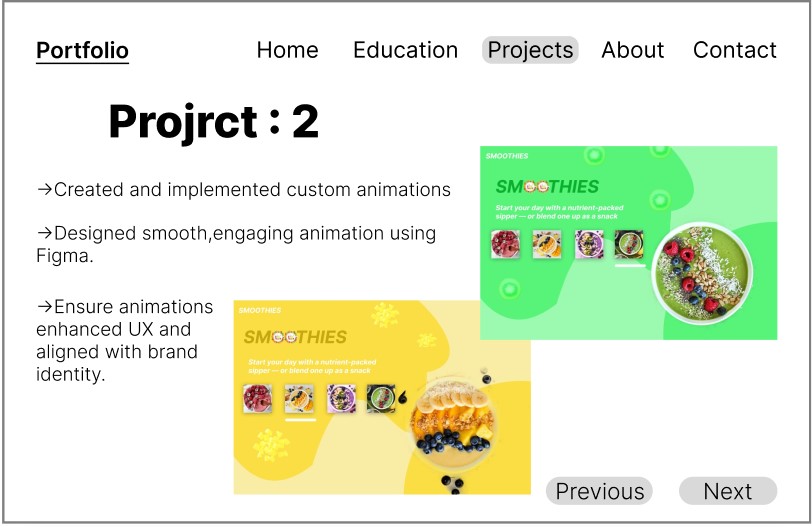 Portfolio
Home
Education
Projects
About
Contact
Projrct : 2
→Created and implemented custom animations
→Designed smooth,engaging animation using
Figma.
→Ensure animations
enhanced UX and
aligned with brand
identity.
SMOOTHIES
SMOOTHIES
Start your day with a nutrient-packed
sipper — or blend one up as a snack
SMOOTHIES
SMOOTHIES
Start your day with a nutrient-packed
sipper — or blend one up as a snack
Previous
Next